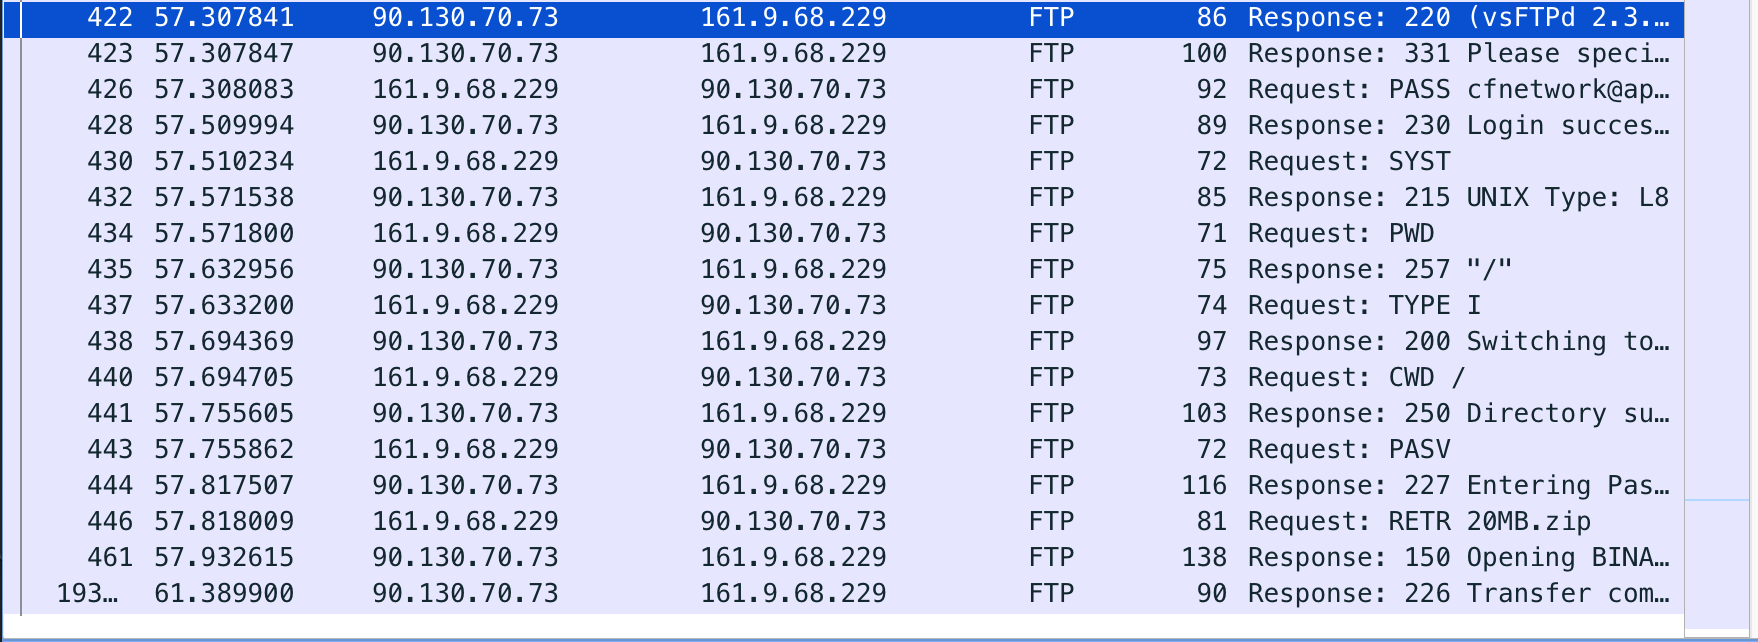 422 57.307841 90.130.70.73 161.9.68.229 FTP 86 Response: 220 (vsFTPd 2.3.…
423 57.307847 90.130.70.73 161.9.68.229 FTP 100 Response: 331 Please speci…
426 57.308083 161.9.68.229 90.130.70.73 FTP 92 Request: PASS cfnetwork@ap…
428 57.509994 90.130.70.73 161.9.68.229 FTP 89 Response: 230 Login succes…
430 57.510234 161.9.68.229 90.130.70.73 FTP 72 Request: SYST
432 57.571538 90.130.70.73 161.9.68.229 FTP 85 Response: 215 UNIX Type: L8
434 57.571800 161.9.68.229 90.130.70.73 FTP 71 Request: PWD
435 57.632956 90.130.70.73 161.9.68.229 FTP 75 Response: 257 "/"
437 57.633200 161.9.68.229 90.130.70.73 FTP 74 Request: TYPE I
438 57.694369 90.130.70.73 161.9.68.229 FTP 97 Response: 200 Switching to…
440 57.694705 161.9.68.229 90.130.70.73 FTP 73 Request: CWD /
441 57.755605 90.130.70.73 161.9.68.229 FTP 103 Response: 250 Directory su…
443 57.755862 161.9.68.229 90.130.70.73 FTP 72 Request: PASV
444 57.817507 90.130.70.73 161.9.68.229 FTP 116 Response: 227 Entering Pas…
446 57.818009 161.9.68.229 90.130.70.73 FTP 81 Request: RETR 20MB.zip
461 57.932615 90.130.70.73 161.9.68.229 FTP 138 Response: 150 Opening BINA…
193… 61.389900 90.130.70.73 161.9.68.229 FTP 90 Response: 226 Transfer com…